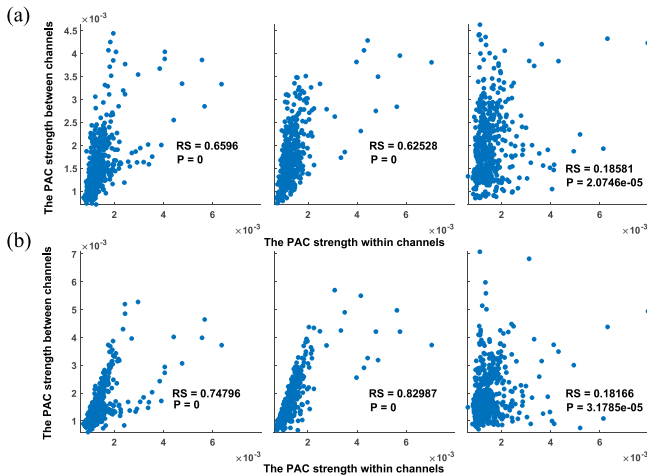 (a)
×10⁻³
4.5
4
3.5
3
2.5
2
1.5
1
The PAC strength between channels
RS = 0.6596
P = 0
RS = 0.62528
P = 0
RS = 0.18581
P = 2.0746e-05
2 4 6
×10⁻³
2 4 6
×10⁻³
2 4 6 8
×10⁻³
The PAC strength within channels
(b)
×10⁻³
7
6
5
4
3
2
1
The PAC strength between channels
RS = 0.74796
P = 0
RS = 0.82987
P = 0
RS = 0.18166
P = 3.1785e-05
2 4 6
×10⁻³
2 4 6
×10⁻³
2 4 6 8
×10⁻³
The PAC strength within channels